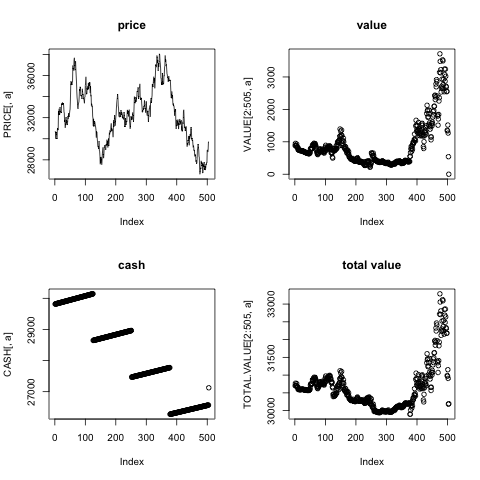 price
PRICE[, a]
28000 32000 36000
0 100 200 300 400 500
Index
value
VALUE[2:505, a]
0 1000 2000 3000
0 100 200 300 400 500
Index
cash
CASH[, a]
27000 29000
0 100 200 300 400 500
Index
total value
TOTAL.VALUE[2:505, a]
30000 31500 33000
0 100 200 300 400 500
Index